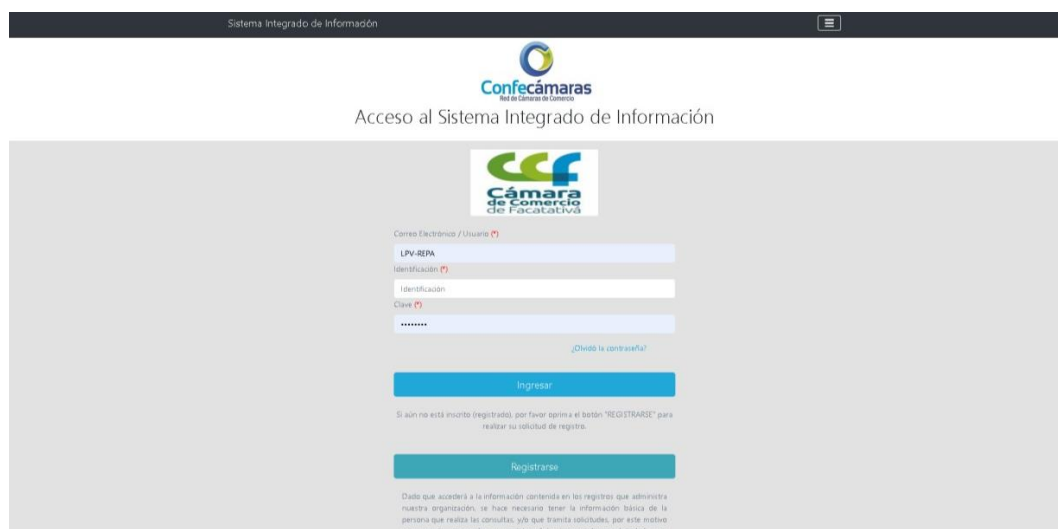 Sistema Integrado de Información
Confecámaras
Red de Cámaras de Comercio
Acceso al Sistema Integrado de Información
CCF
Cámara
de Comercio
de Facatativá
Correo Electrónico / Usuario (*)
LPV-REPA
Identificación (*)
Identificación
Clave (*)
••••••••
¿Olvidó la contraseña?
Ingresar
Si aún no está inscrito (registrado), por favor oprima el botón "REGISTRARSE" para
realizar su solicitud de registro.
Registrarse
Dado que accederá a la información contenida en los registros que administra
nuestra organización, se hace necesario tener la información básica de la
persona que realiza las consultas, y/o que tramita solicitudes, por este motivo